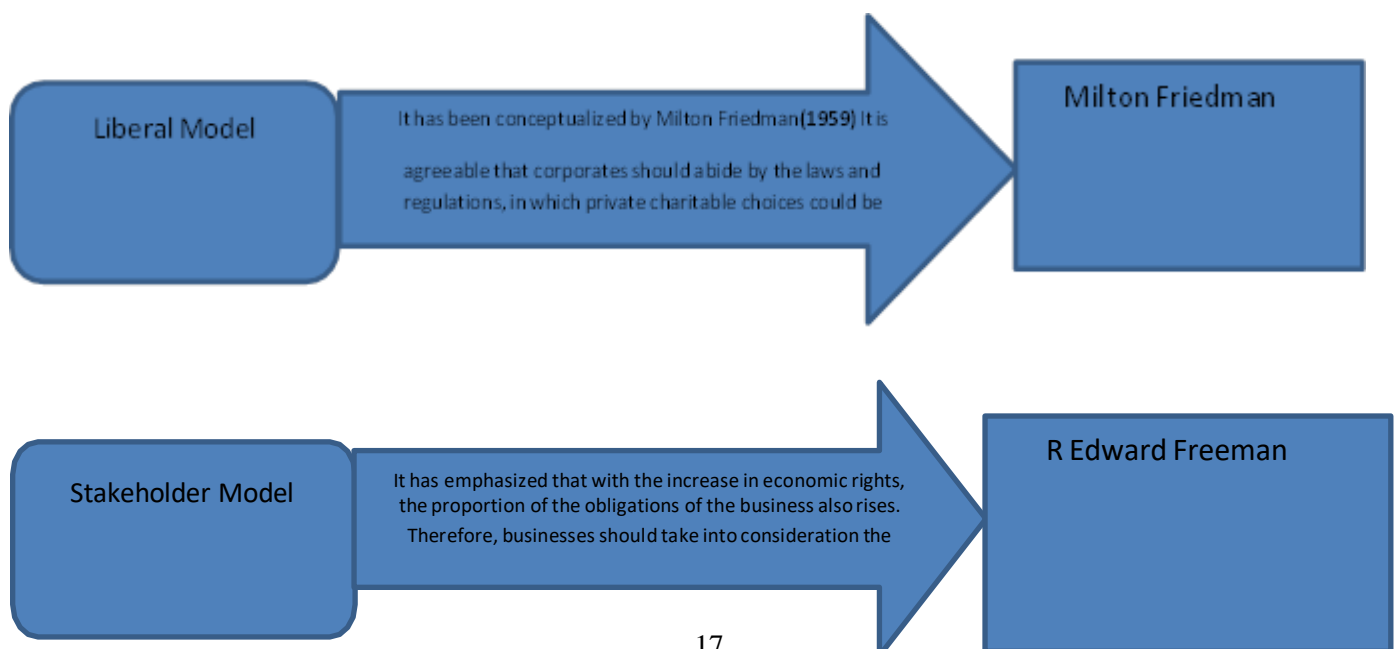 Liberal Model
It has been conceptualized by Milton Friedman(1959) It is
agreeable that corporates should abide by the laws and
regulations, in which private charitable choices could be
Milton Friedman
Stakeholder Model
It has emphasized that with the increase in economic rights,
the proportion of the obligations of the business also rises.
Therefore, businesses should take into consideration the
R Edward Freeman
17